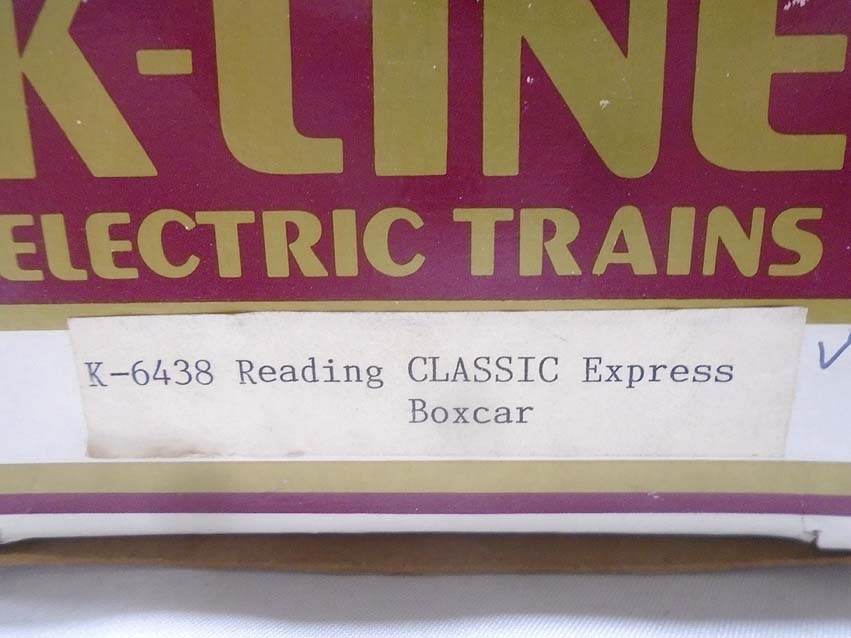 K-LINE
ELECTRIC TRAINS
K-6438 Reading CLASSIC Express
Boxcar